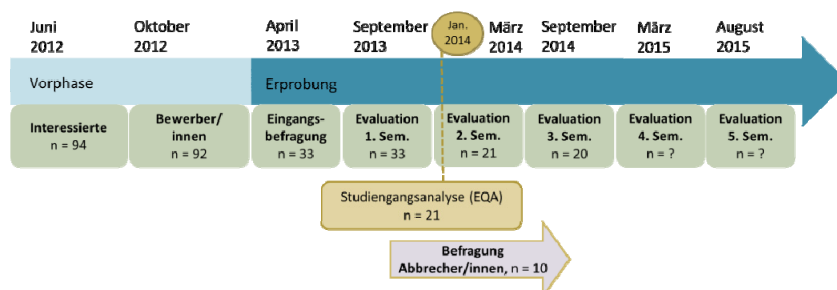 Juni 2012
Oktober 2012
April 2013
September 2013
Jan. 2014
März 2014
September 2014
März 2015
August 2015
Vorphase
Erprobung
Interessierte
n = 94
Bewerber/
innen
n = 92
Eingangs-
befragung
n = 33
Evaluation
1. Sem.
n = 33
Evaluation
2. Sem.
n = 21
Evaluation
3. Sem.
n = 20
Evaluation
4. Sem.
n = ?
Evaluation
5. Sem.
n = ?
Studiengangsanalyse (EQA)
n = 21
Befragung
Abbrecher/innen, n = 10